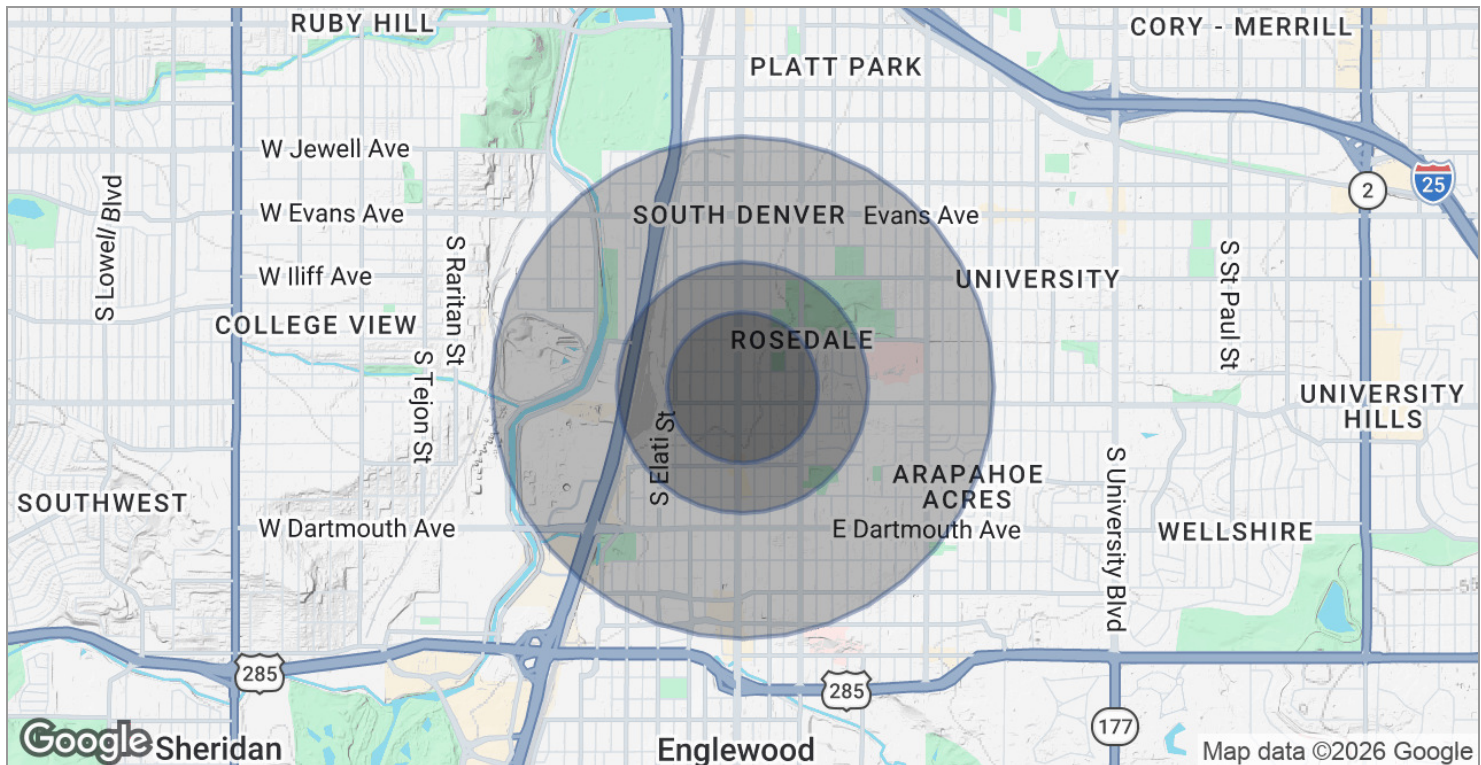 RUBY HILL
CORY - MERRILL
PLATT PARK
W Jewell Ave
25
2
S Lowell Blvd
W Evans Ave
SOUTH DENVER
Evans Ave
S Raritan St
W Iliff Ave
UNIVERSITY
S St Paul St
COLLEGE VIEW
ROSEDALE
S Tejon St
UNIVERSITY
HILLS
S Elati St
ARAPAHOE
ACRES
SOUTHWEST
S University Blvd
W Dartmouth Ave
E Dartmouth Ave
WELLSHIRE
285
285
177
Google
Sheridan
Englewood
Map data ©2026 Google